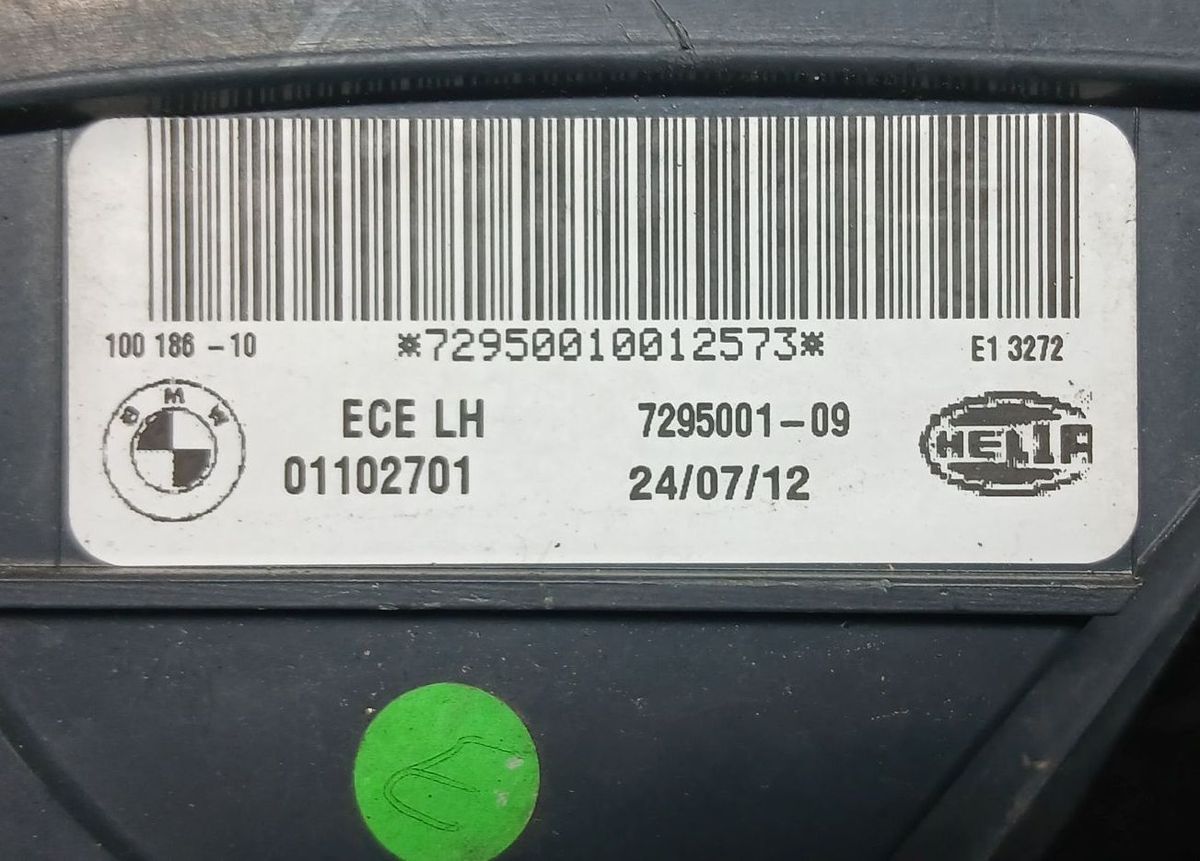 100 186-10 *72950010012573* E1 3272
BMW
ECE LH 7295001-09
HELLA
01102701 24/07/12